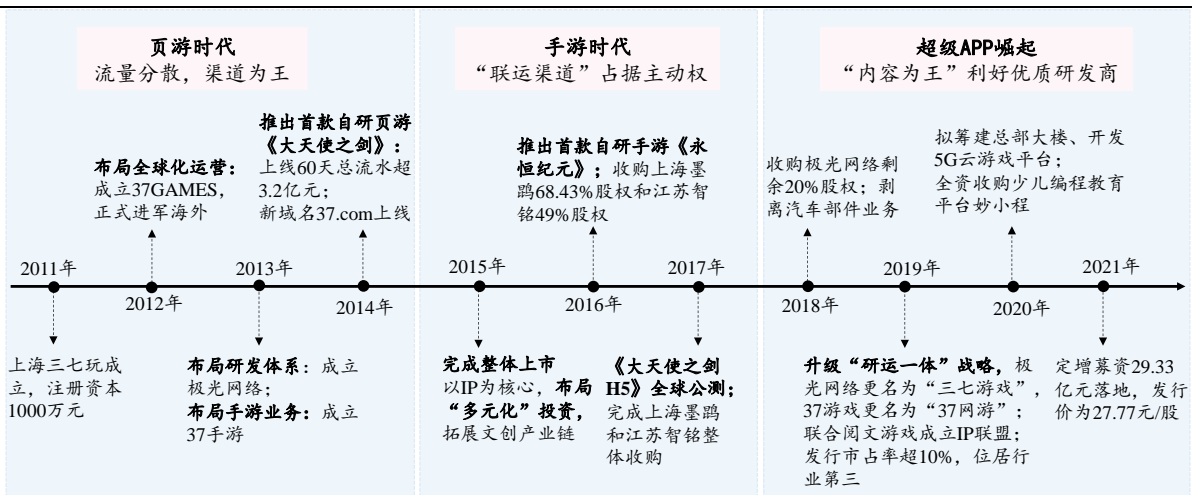 页游时代
流量分散，渠道为王
布局全球化运营：
成立37GAMES，
正式进军海外
推出首款自研页游
《大天使之剑》：
上线60天总流水超
3.2亿元；
新域名37.com上线
2011年
2012年
2013年
2014年
上海三七玩成
立，注册资本
1000万元
布局研发体系：成立
极光网络；
布局手游业务：成立
37手游
手游时代
“联运渠道”占据主动权
推出首款自研手游《永
恒纪元》；收购上海墨
鹍68.43%股权和江苏智
铭49%股权
2015年
2016年
2017年
完成整体上市
以IP为核心，布局
“多元化”投资，
拓展文创产业链
《大天使之剑
H5》全球公测；
完成上海墨鹍
和江苏智铭整
体收购
超级APP崛起
“内容为王”利好优质研发商
收购极光网络剩
余20%股权；剥
离汽车部件业务
拟筹建总部大楼、开发
5G云游戏平台；
全资收购少儿编程教育
平台妙小程
2018年
2019年
2020年
2021年
升级“研运一体”战略，极
光网络更名为“三七游戏”，
37游戏更名为“37网游”；
联合阅文游戏成立IP联盟；
发行市占率超10%，位居行
业第三
定增募资29.33
亿元落地，发行
价为27.77元/股